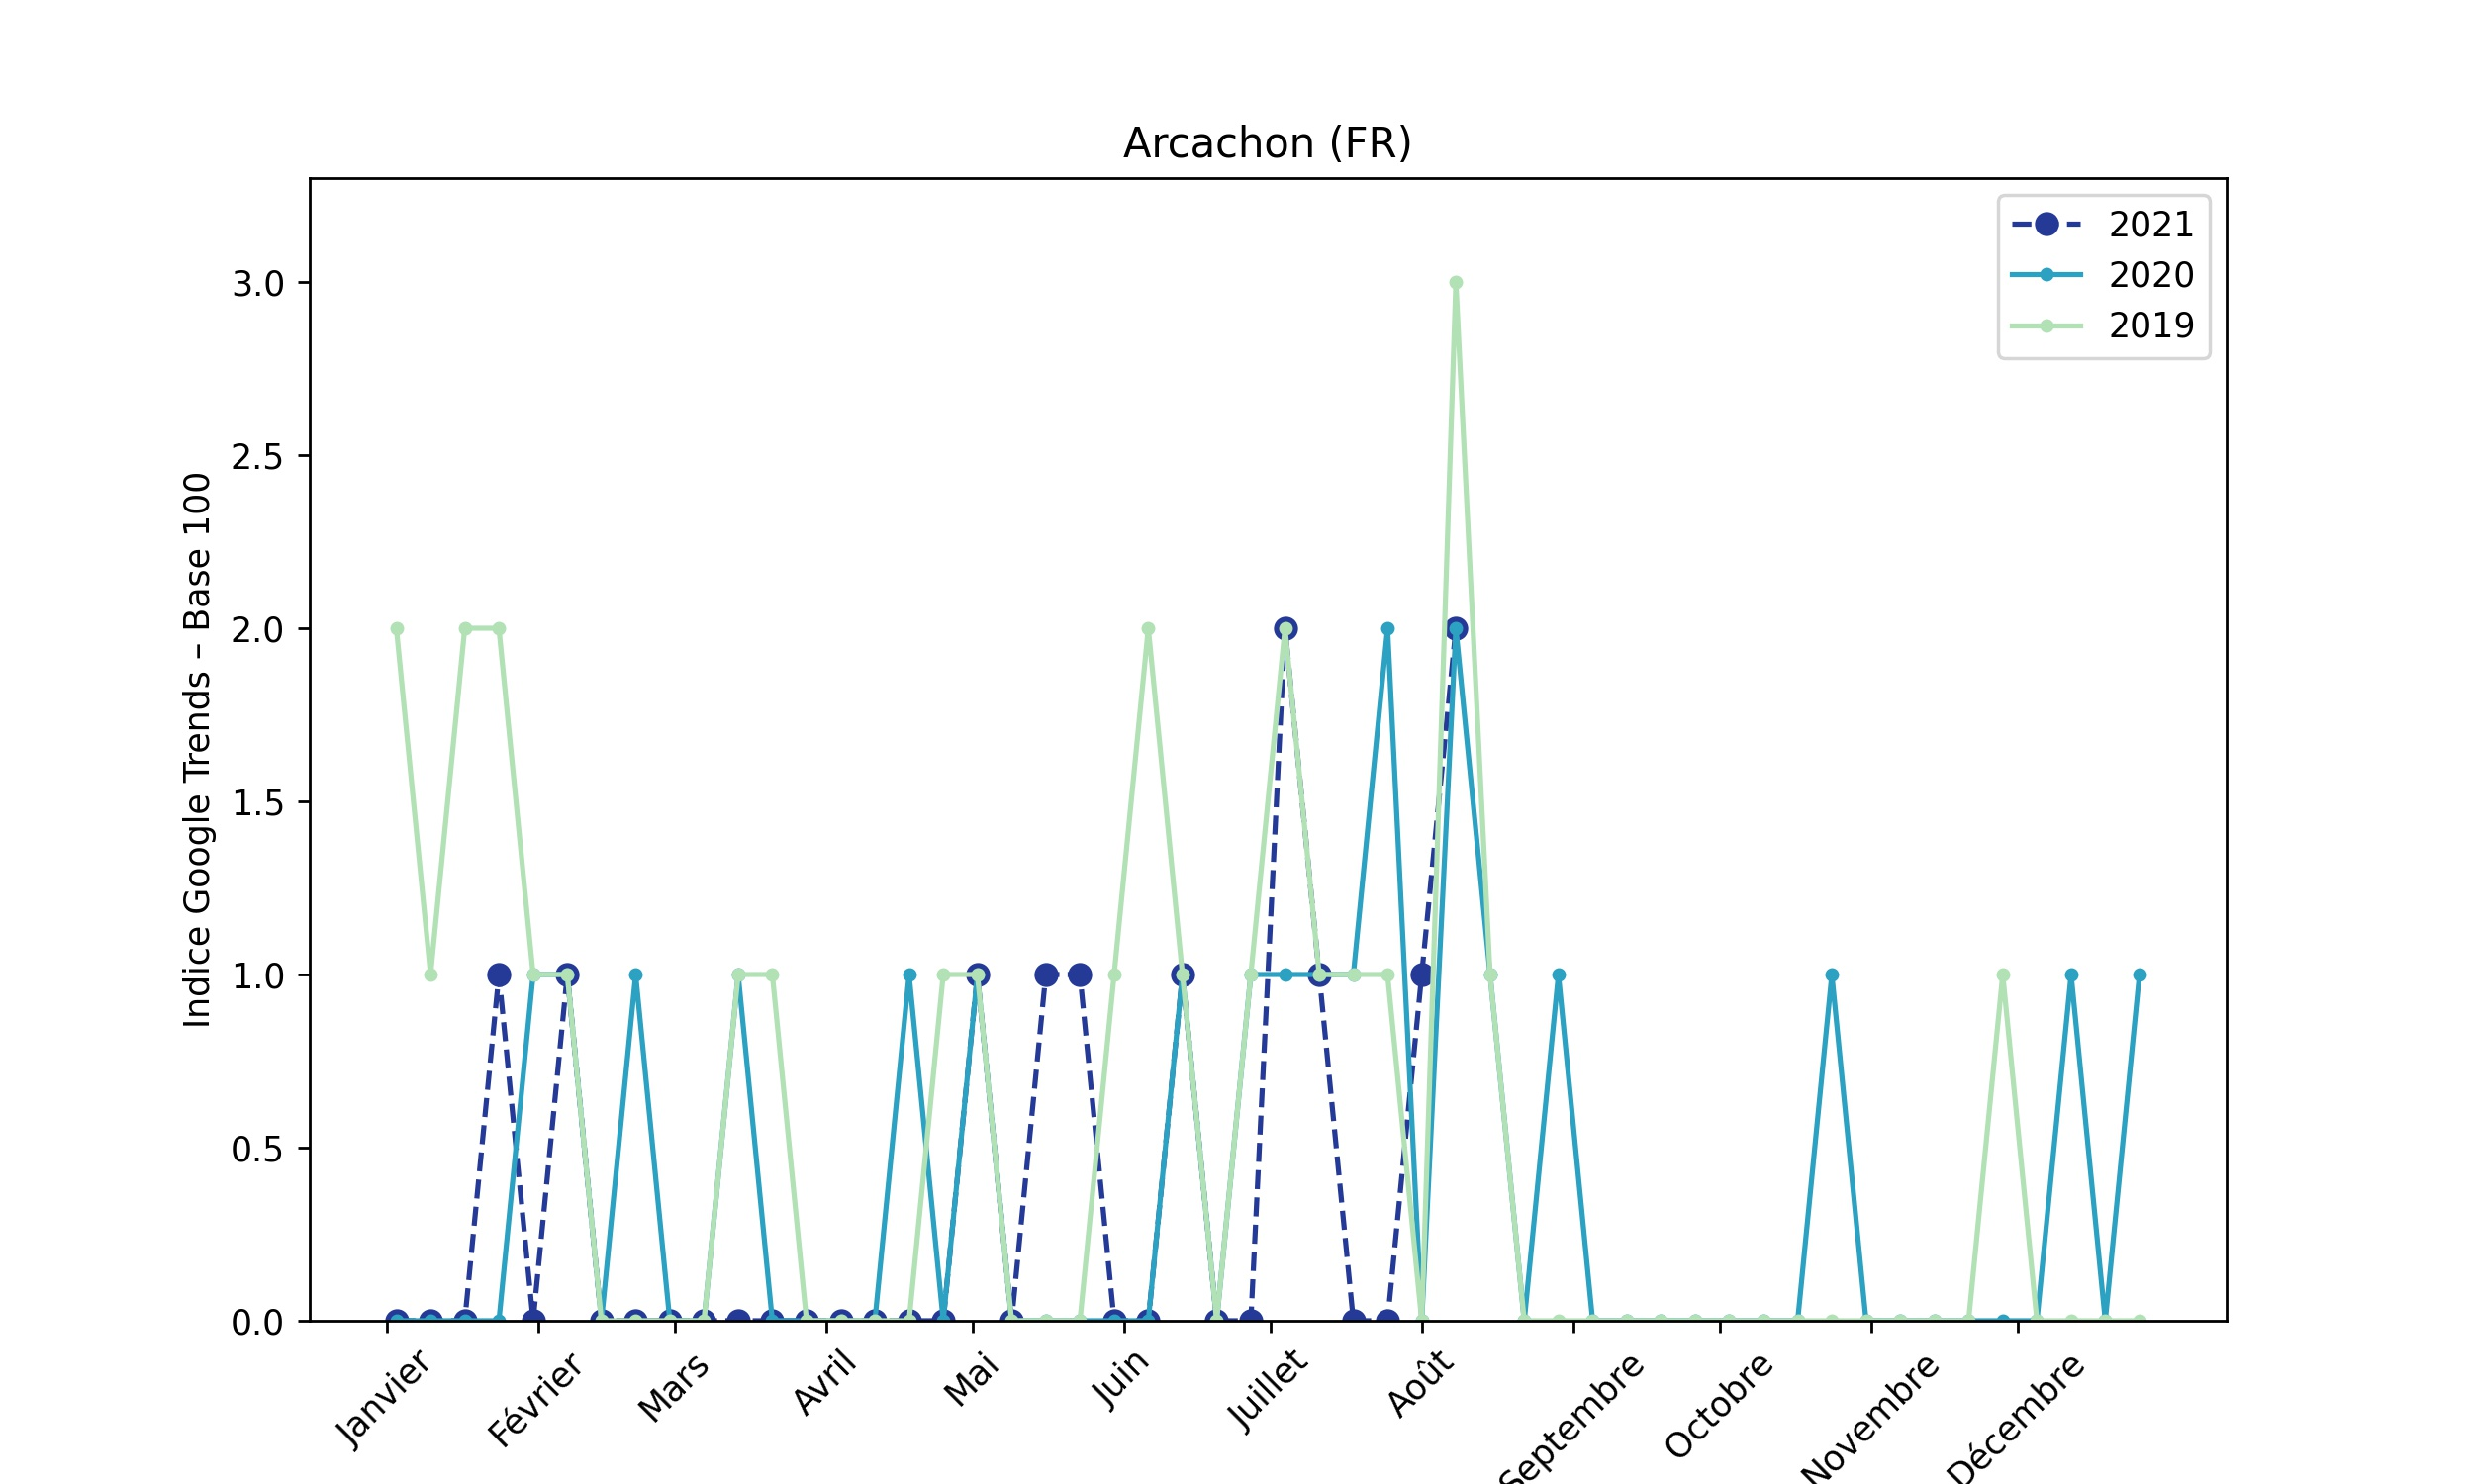 Arcachon (FR)
2021
2020
2019
Indice Google Trends – Base 100
3.0
2.5
2.0
1.5
1.0
0.5
0.0
Janvier
Février
Mars
Avril
Mai
Juin
Juillet
Août
Septembre
Octobre
Novembre
Décembre